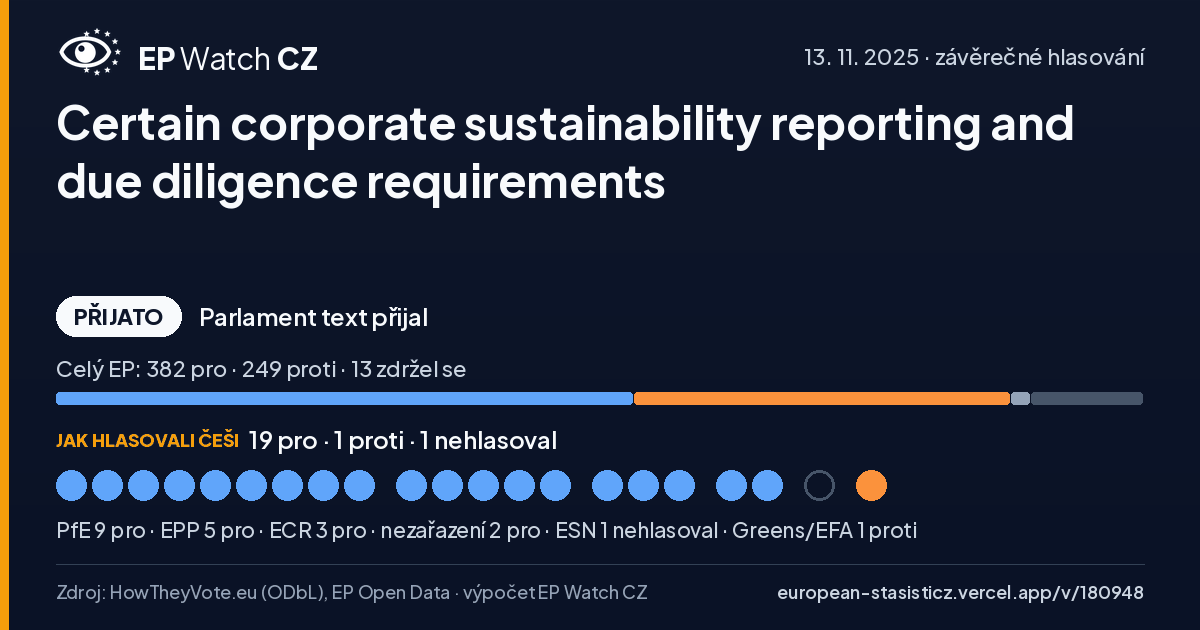 EP Watch CZ
13. 11. 2025 · závěrečné hlasování
Certain corporate sustainability reporting and
due diligence requirements
PŘIJATO Parlament text přijal
Celý EP: 382 pro · 249 proti · 13 zdržel se
JAK HLASOVALI ČEŠI 19 pro · 1 proti · 1 nehlasoval
PfE 9 pro · EPP 5 pro · ECR 3 pro · nezařazení 2 pro · ESN 1 nehlasoval · Greens/EFA 1 proti
Zdroj: HowTheyVote.eu (ODbL), EP Open Data · výpočet EP Watch CZ
european-stasisticz.vercel.app/v/180948